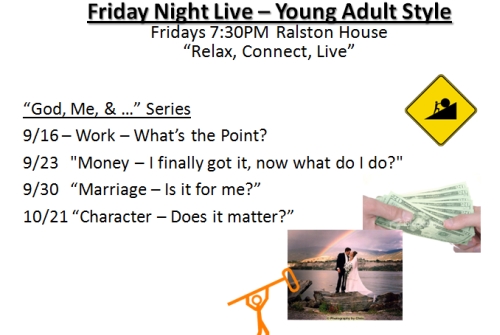 Friday Night Live – Young Adult Style
Fridays 7:30PM Ralston House
“Relax, Connect, Live”
“God, Me, & …” Series
9/16 – Work – What’s the Point?
9/23 "Money – I finally got it, now what do I do?"
9/30 “Marriage – Is it for me?”
10/21 “Character – Does it matter?”